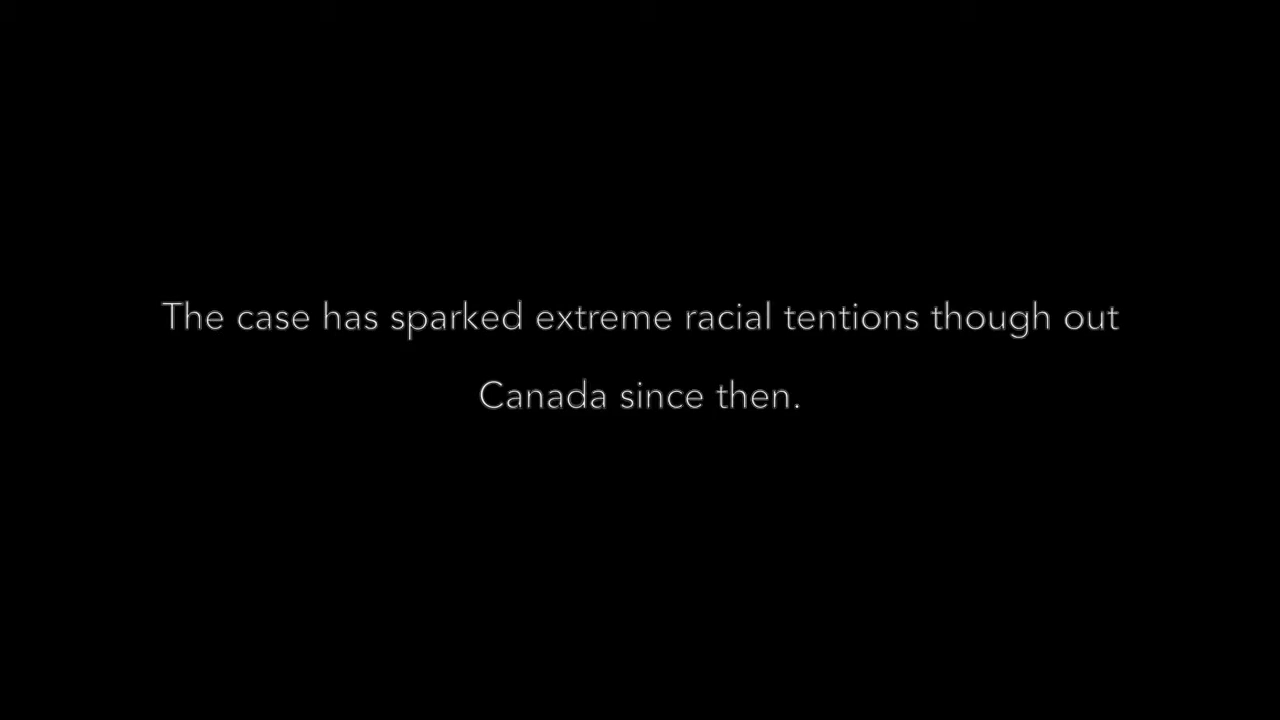 The case has sparked extreme racial tentions though out
Canada since then.